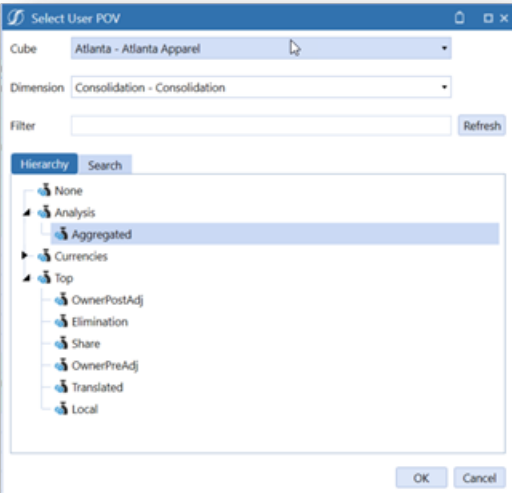 Select User POV
Cube Atlanta - Atlanta Apparel
Dimension Consolidation - Consolidation
Filter Refresh
Hierarchy Search
None
Analysis
Aggregated
Currencies
Top
OwnerPostAdj
Elimination
Share
OwnerPreAdj
Translated
Local
OK Cancel